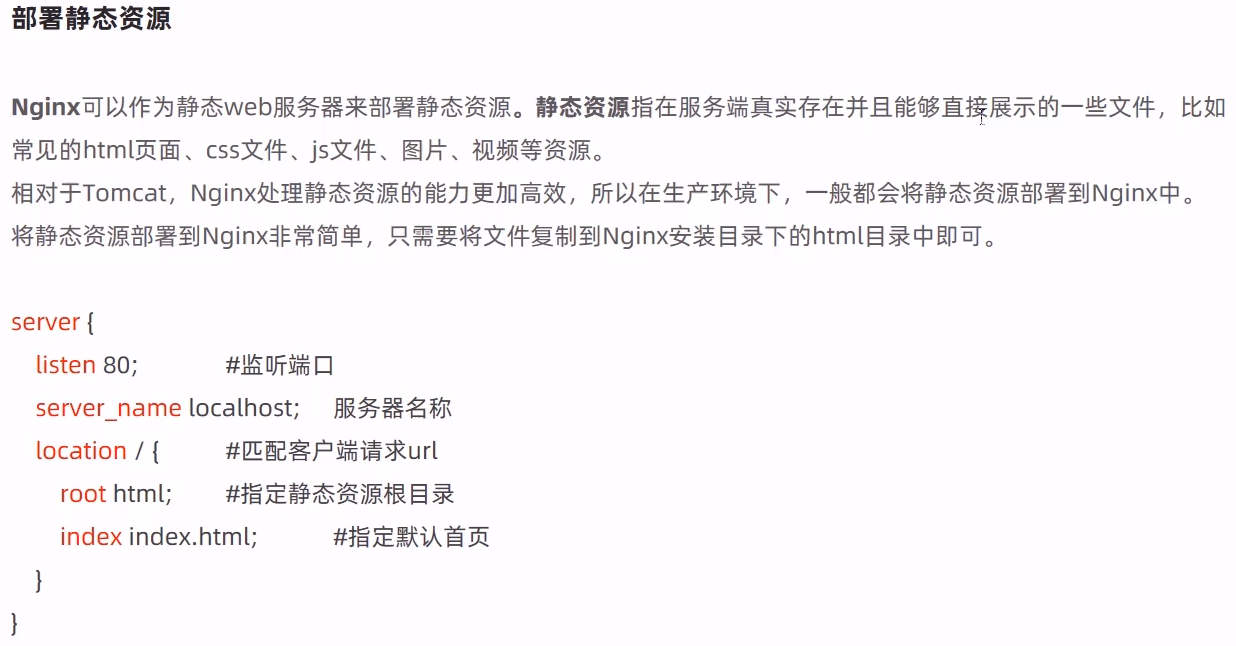 部署静态资源
Nginx可以作为静态web服务器来部署静态资源。静态资源指在服务端真实存在并且能够直接展示的一些文件，比如
常见的html页面、css文件、js文件、图片、视频等资源。
相对于Tomcat，Nginx处理静态资源的能力更加高效，所以在生产环境下，一般都会将静态资源部署到Nginx中。
将静态资源部署到Nginx非常简单，只需要将文件复制到Nginx安装目录下的html目录中即可。
server {
listen 80; #监听端口
server_name localhost; 服务器名称
location / { #匹配客户端请求url
root html; #指定静态资源根目录
index index.html; #指定默认首页
}
}